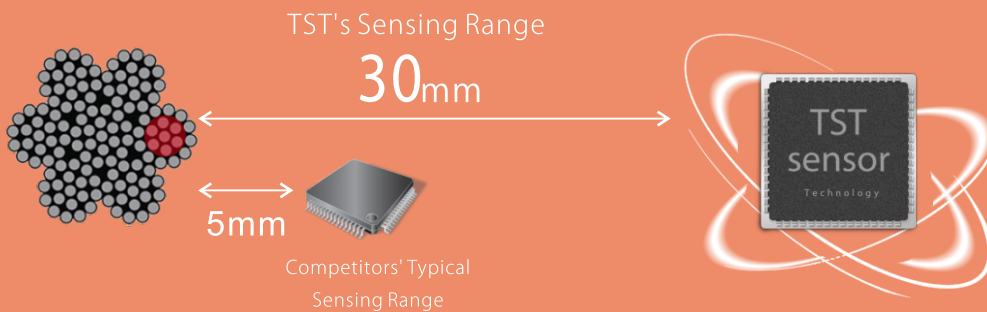 TST's Sensing Range
30mm
5mm
Competitors' Typical
Sensing Range
TST
sensor
Technology